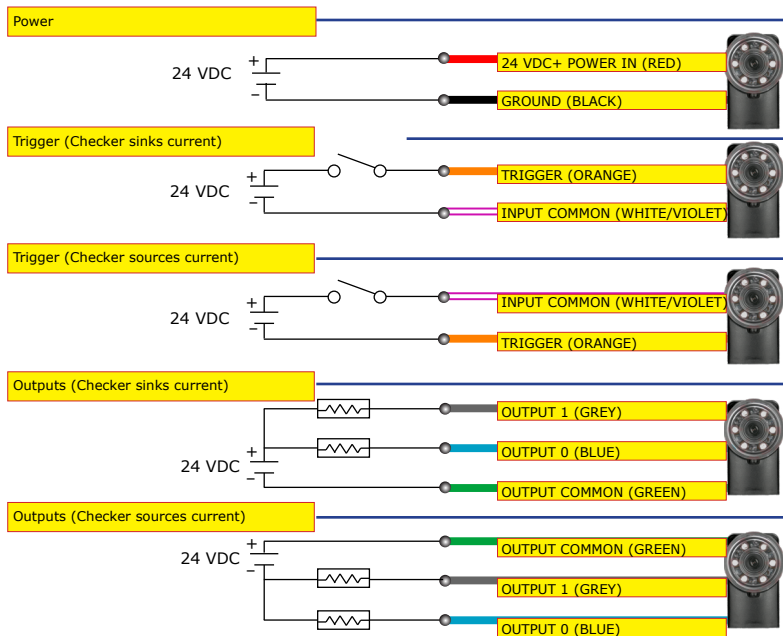 Power
+
24 VDC
–
24 VDC+ POWER IN (RED)
GROUND (BLACK)
Trigger (Checker sinks current)
+
24 VDC
–
TRIGGER (ORANGE)
INPUT COMMON (WHITE/VIOLET)
Trigger (Checker sources current)
+
24 VDC
–
INPUT COMMON (WHITE/VIOLET)
TRIGGER (ORANGE)
Outputs (Checker sinks current)
+
24 VDC
–
OUTPUT 1 (GREY)
OUTPUT 0 (BLUE)
OUTPUT COMMON (GREEN)
Outputs (Checker sources current)
+
24 VDC
–
OUTPUT COMMON (GREEN)
OUTPUT 1 (GREY)
OUTPUT 0 (BLUE)